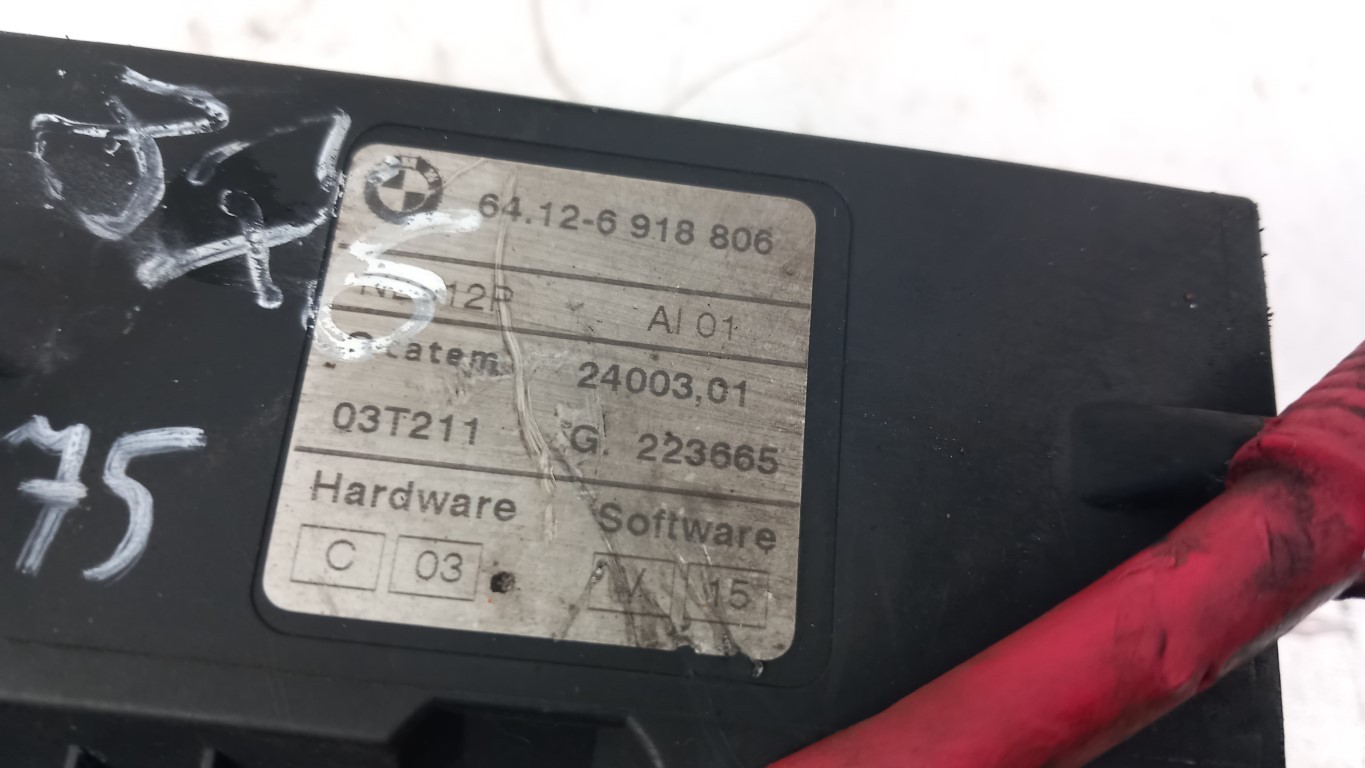 64.12-6 918 806
12P AI 01
24003,01
03T211 G. 223665
Hardware Software
C 03 V 15
75